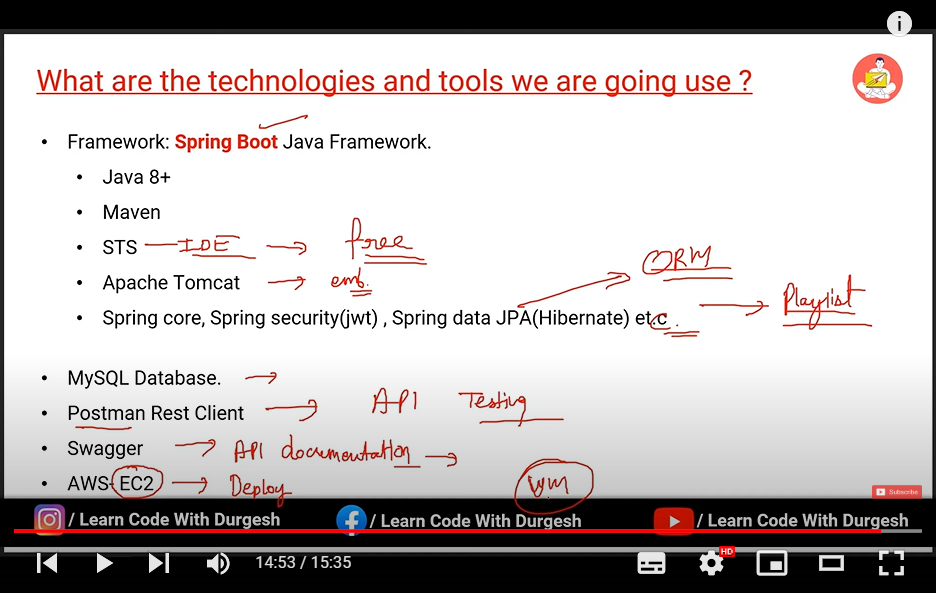 What are the technologies and tools we are going use ?
• Framework: Spring Boot Java Framework.
• Java 8+
• Maven
• STS — IDE → free
• Apache Tomcat → emb.
ORM
• Spring core, Spring security(jwt) , Spring data JPA(Hibernate) et.c . → Playlist
• MySQL Database. →
• Postman Rest Client → API Testing
• Swagger → API documentation →
• AWS-EC2 → Deploy
Subscribe
/ Learn Code With Durgesh / Learn Code With Durgesh / Learn Code With Durgesh
14:53 / 15:35
HD